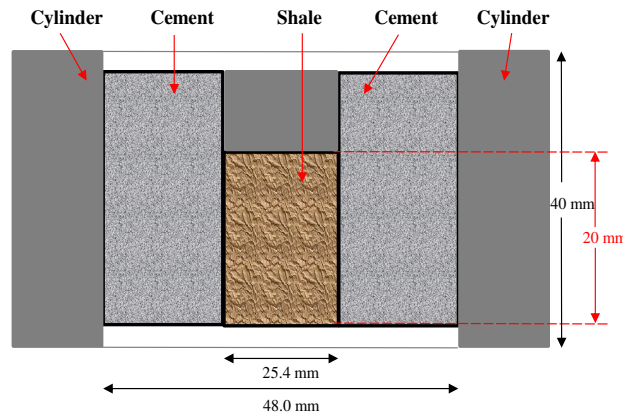 Cylinder Cement Shale Cement Cylinder
40 mm
20 mm
25.4 mm
48.0 mm